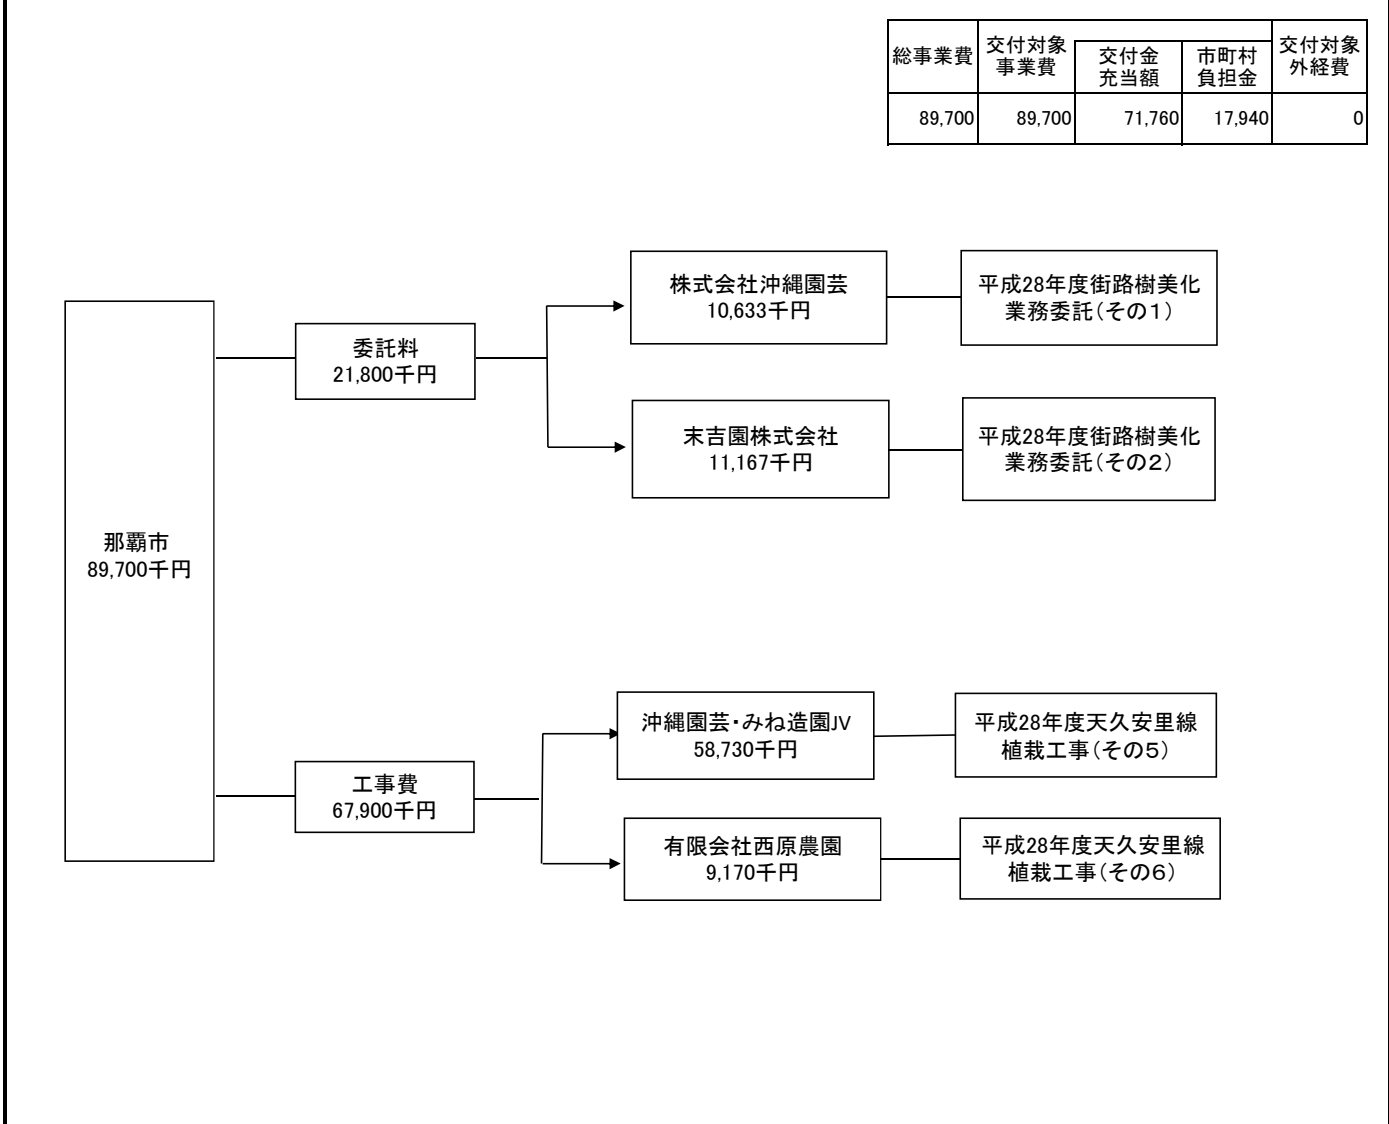 総事業費
交付対象
事業費
交付金
充当額
市町村
負担金
交付対象
外経費
89,700
89,700
71,760
17,940
0
那覇市
89,700千円
委託料
21,800千円
株式会社沖縄園芸
10,633千円
平成28年度街路樹美化
業務委託(その1)
末吉園株式会社
11,167千円
平成28年度街路樹美化
業務委託(その2)
工事費
67,900千円
沖縄園芸・みね造園JV
58,730千円
平成28年度天久安里線
植栽工事(その5)
有限会社西原農園
9,170千円
平成28年度天久安里線
植栽工事(その6)